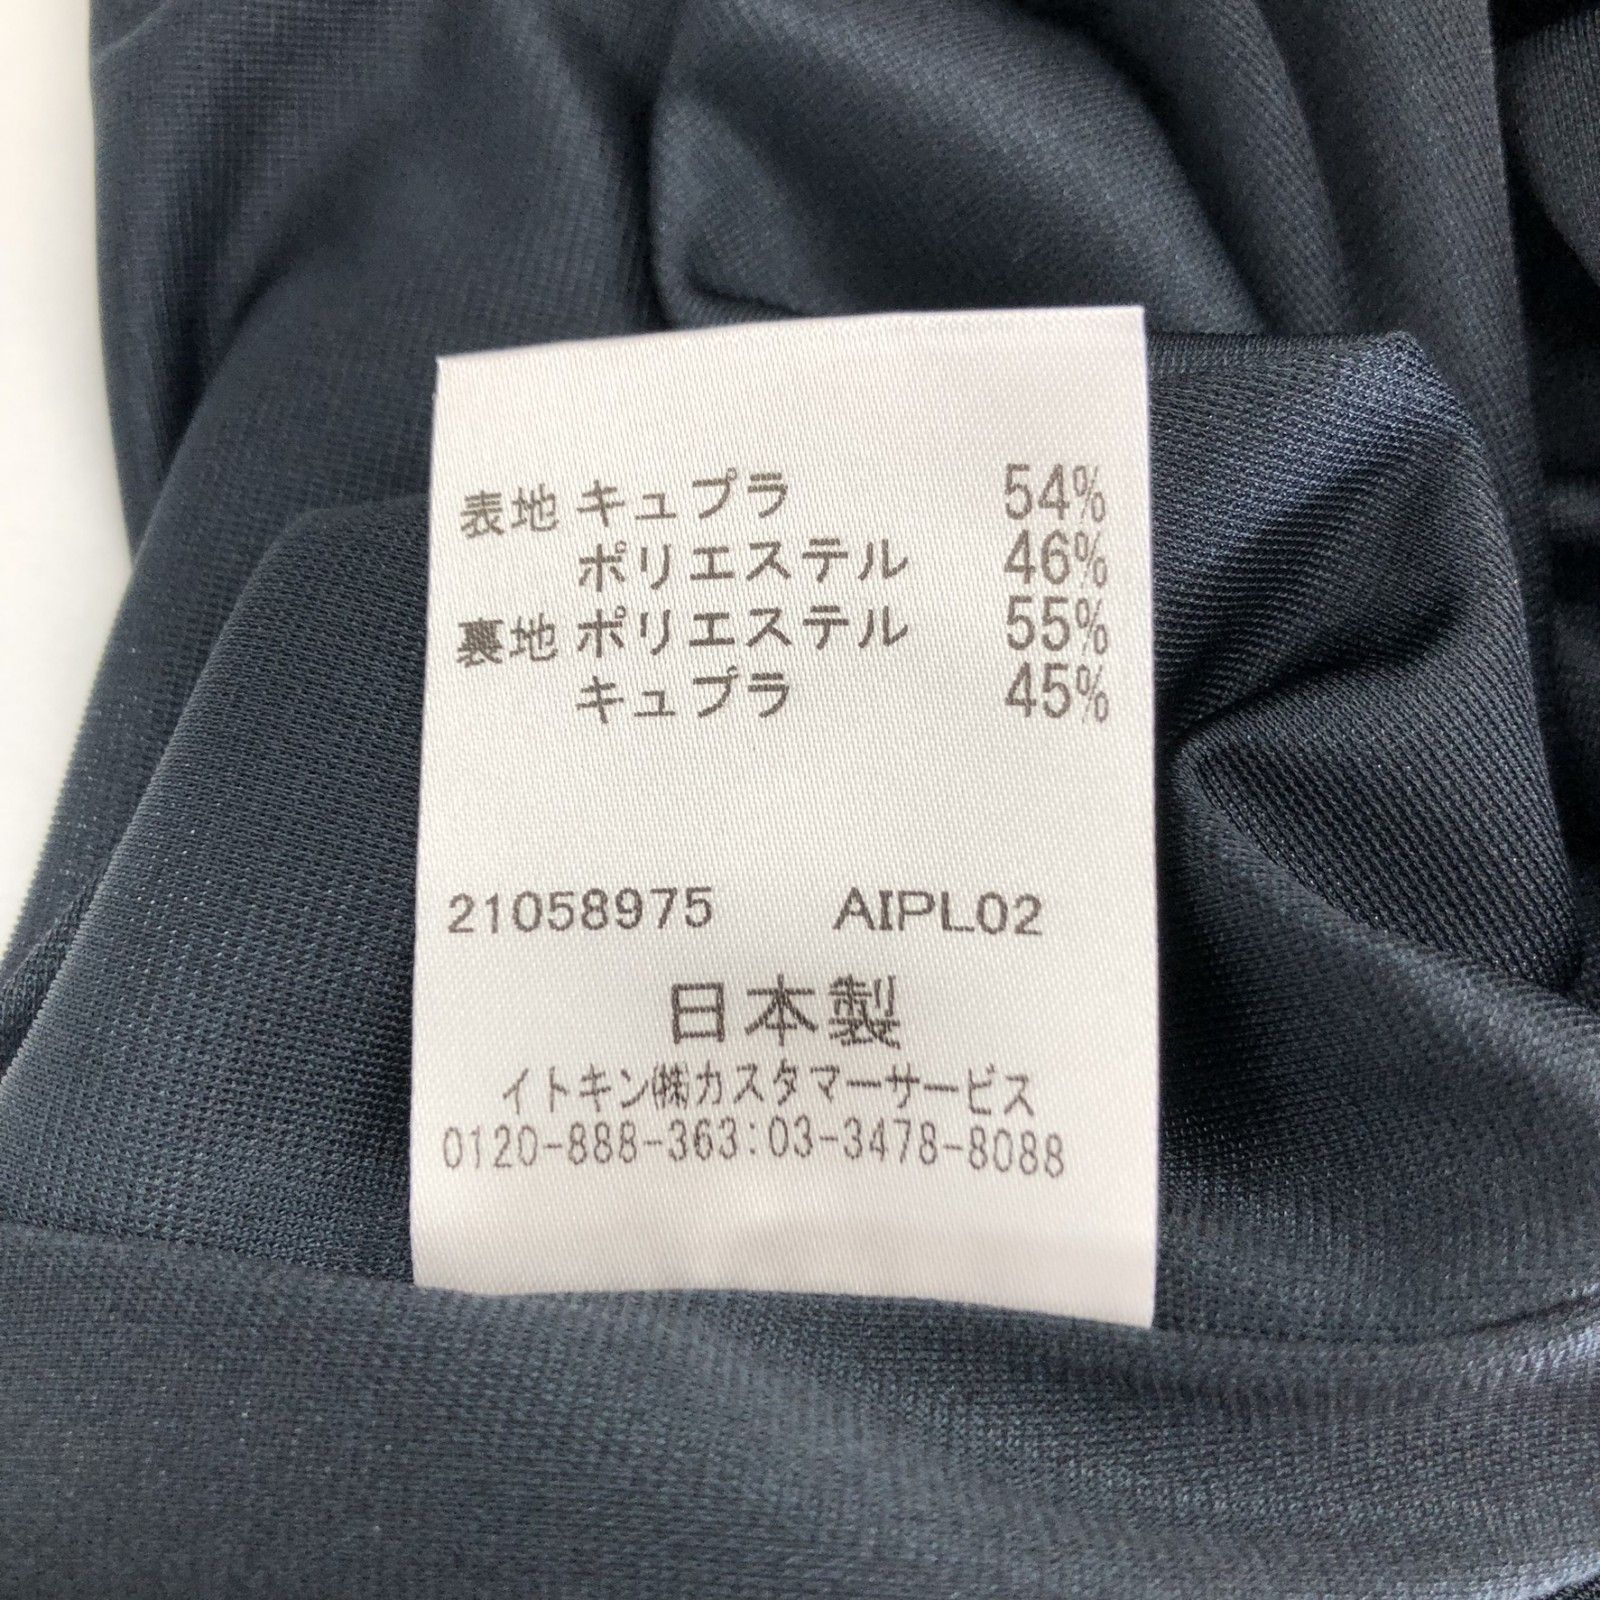 表地 キュプラ 54%
ポリエステル 46%
裏地 ポリエステル 55%
キュプラ 45%
21058975 AIPL02
日本製
イトキン㈱カスタマーサービス
0120-888-363:03-3478-8088